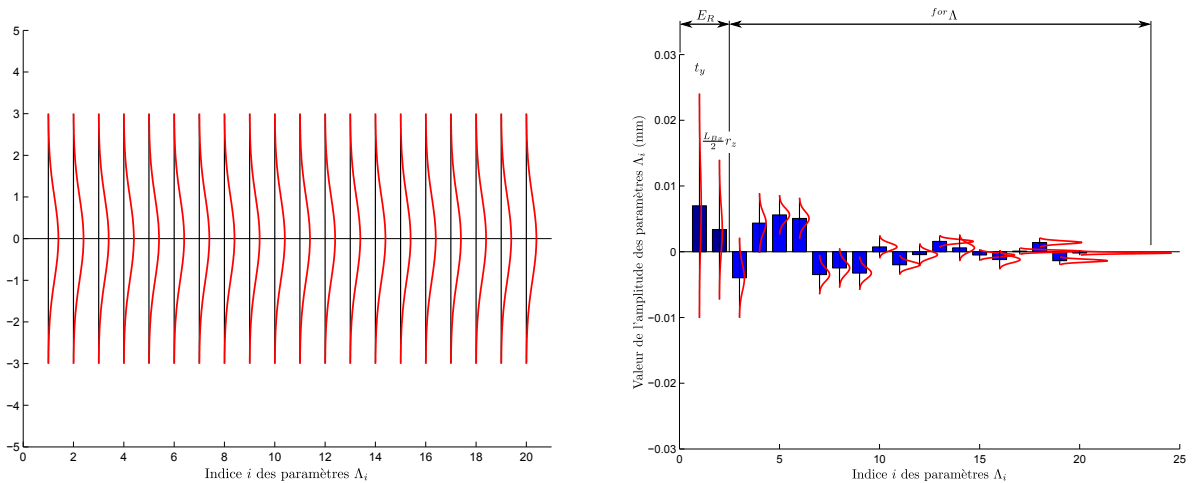 5
4
3
2
1
0
−1
−2
−3
−4
−5
0 2 4 6 8 10 12 14 16 18 20
Indice i des paramètres Λi
E_R
for Λ
t_y
L_Bx/2 r_z
Valeur de l'amplitude des paramètres Λi (mm)
0.03
0.02
0.01
0
−0.01
−0.02
−0.03
0 5 10 15 20 25
Indice i des paramètres Λi